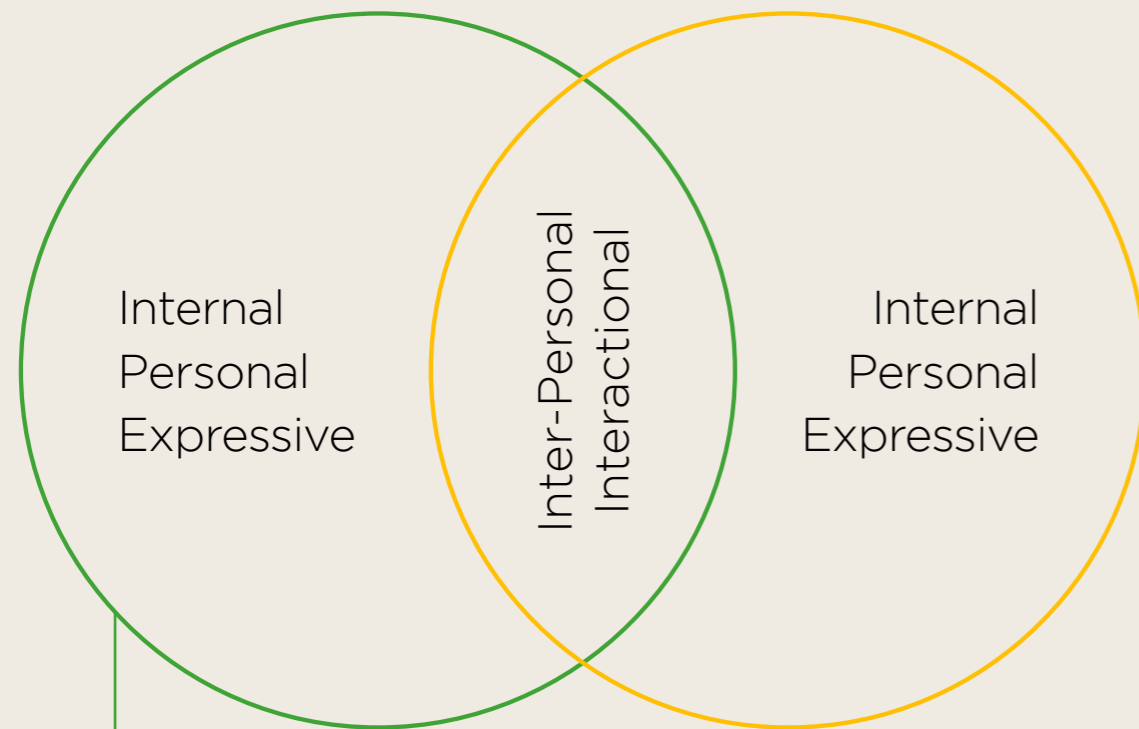 Internal
Personal
Expressive
Inter-Personal
Interactional
Internal
Personal
Expressive